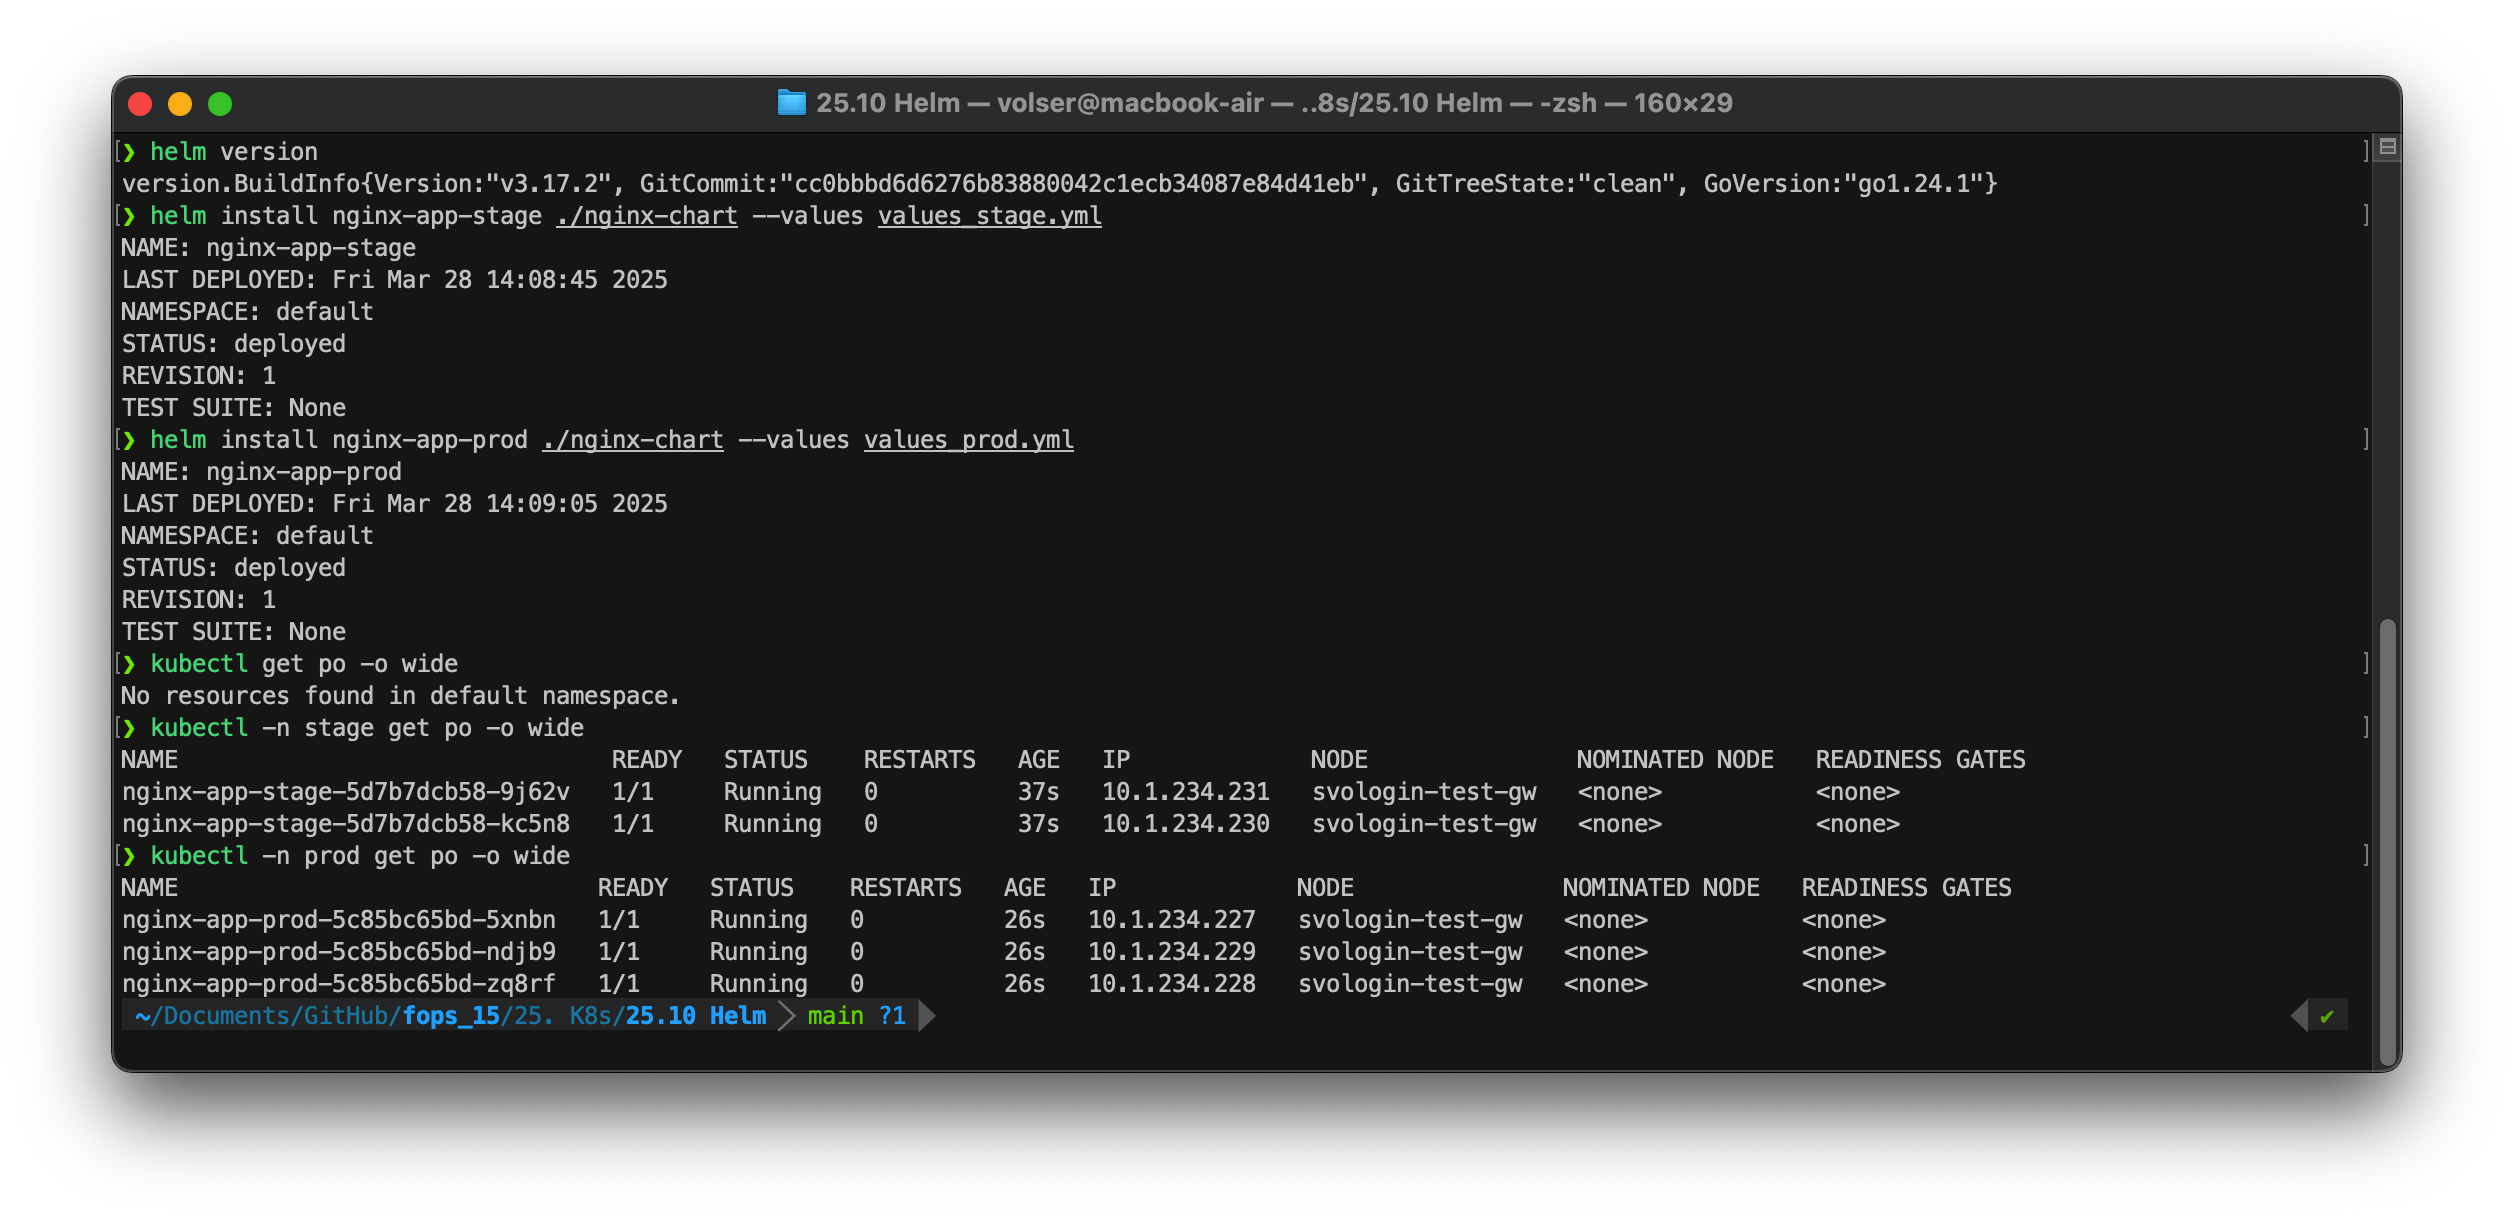 25.10 Helm — volser@macbook-air — ..8s/25.10 Helm — -zsh — 160×29
[❯ helm version ]
version.BuildInfo{Version:"v3.17.2", GitCommit:"cc0bbbd6d6276b83880042c1ecb34087e84d41eb", GitTreeState:"clean", GoVersion:"go1.24.1"}
[❯ helm install nginx-app-stage ./nginx-chart --values values_stage.yml ]
NAME: nginx-app-stage
LAST DEPLOYED: Fri Mar 28 14:08:45 2025
NAMESPACE: default
STATUS: deployed
REVISION: 1
TEST SUITE: None
[❯ helm install nginx-app-prod ./nginx-chart --values values_prod.yml ]
NAME: nginx-app-prod
LAST DEPLOYED: Fri Mar 28 14:09:05 2025
NAMESPACE: default
STATUS: deployed
REVISION: 1
TEST SUITE: None
[❯ kubectl get po -o wide ]
No resources found in default namespace.
[❯ kubectl -n stage get po -o wide ]
NAME READY STATUS RESTARTS AGE IP NODE NOMINATED NODE READINESS GATES
nginx-app-stage-5d7b7dcb58-9j62v 1/1 Running 0 37s 10.1.234.231 svologin-test-gw <none> <none>
nginx-app-stage-5d7b7dcb58-kc5n8 1/1 Running 0 37s 10.1.234.230 svologin-test-gw <none> <none>
[❯ kubectl -n prod get po -o wide ]
NAME READY STATUS RESTARTS AGE IP NODE NOMINATED NODE READINESS GATES
nginx-app-prod-5c85bc65bd-5xnbn 1/1 Running 0 26s 10.1.234.227 svologin-test-gw <none> <none>
nginx-app-prod-5c85bc65bd-ndjb9 1/1 Running 0 26s 10.1.234.229 svologin-test-gw <none> <none>
nginx-app-prod-5c85bc65bd-zq8rf 1/1 Running 0 26s 10.1.234.228 svologin-test-gw <none> <none>
~/Documents/GitHub/fops_15/25. K8s/25.10 Helm main ?1 ✔